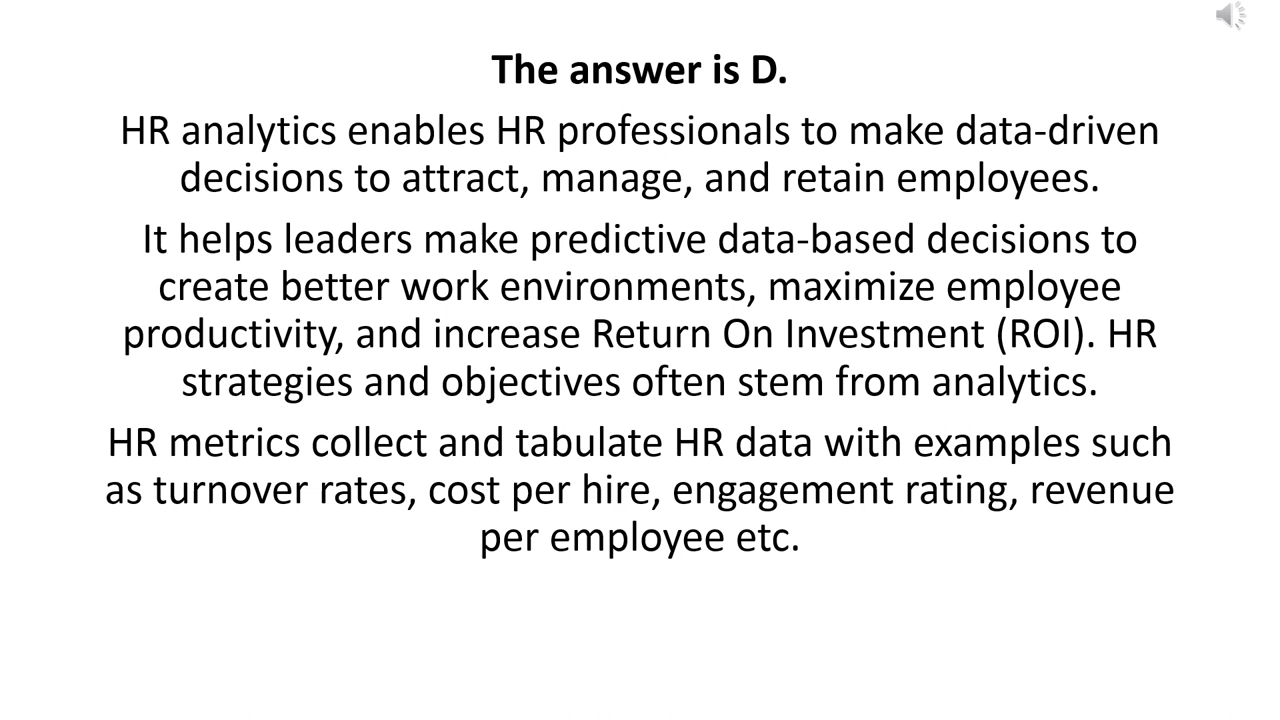 The answer is D.
HR analytics enables HR professionals to make data-driven
decisions to attract, manage, and retain employees.
It helps leaders make predictive data-based decisions to
create better work environments, maximize employee
productivity, and increase Return On Investment (ROI). HR
strategies and objectives often stem from analytics.
HR metrics collect and tabulate HR data with examples such
as turnover rates, cost per hire, engagement rating, revenue
per employee etc.